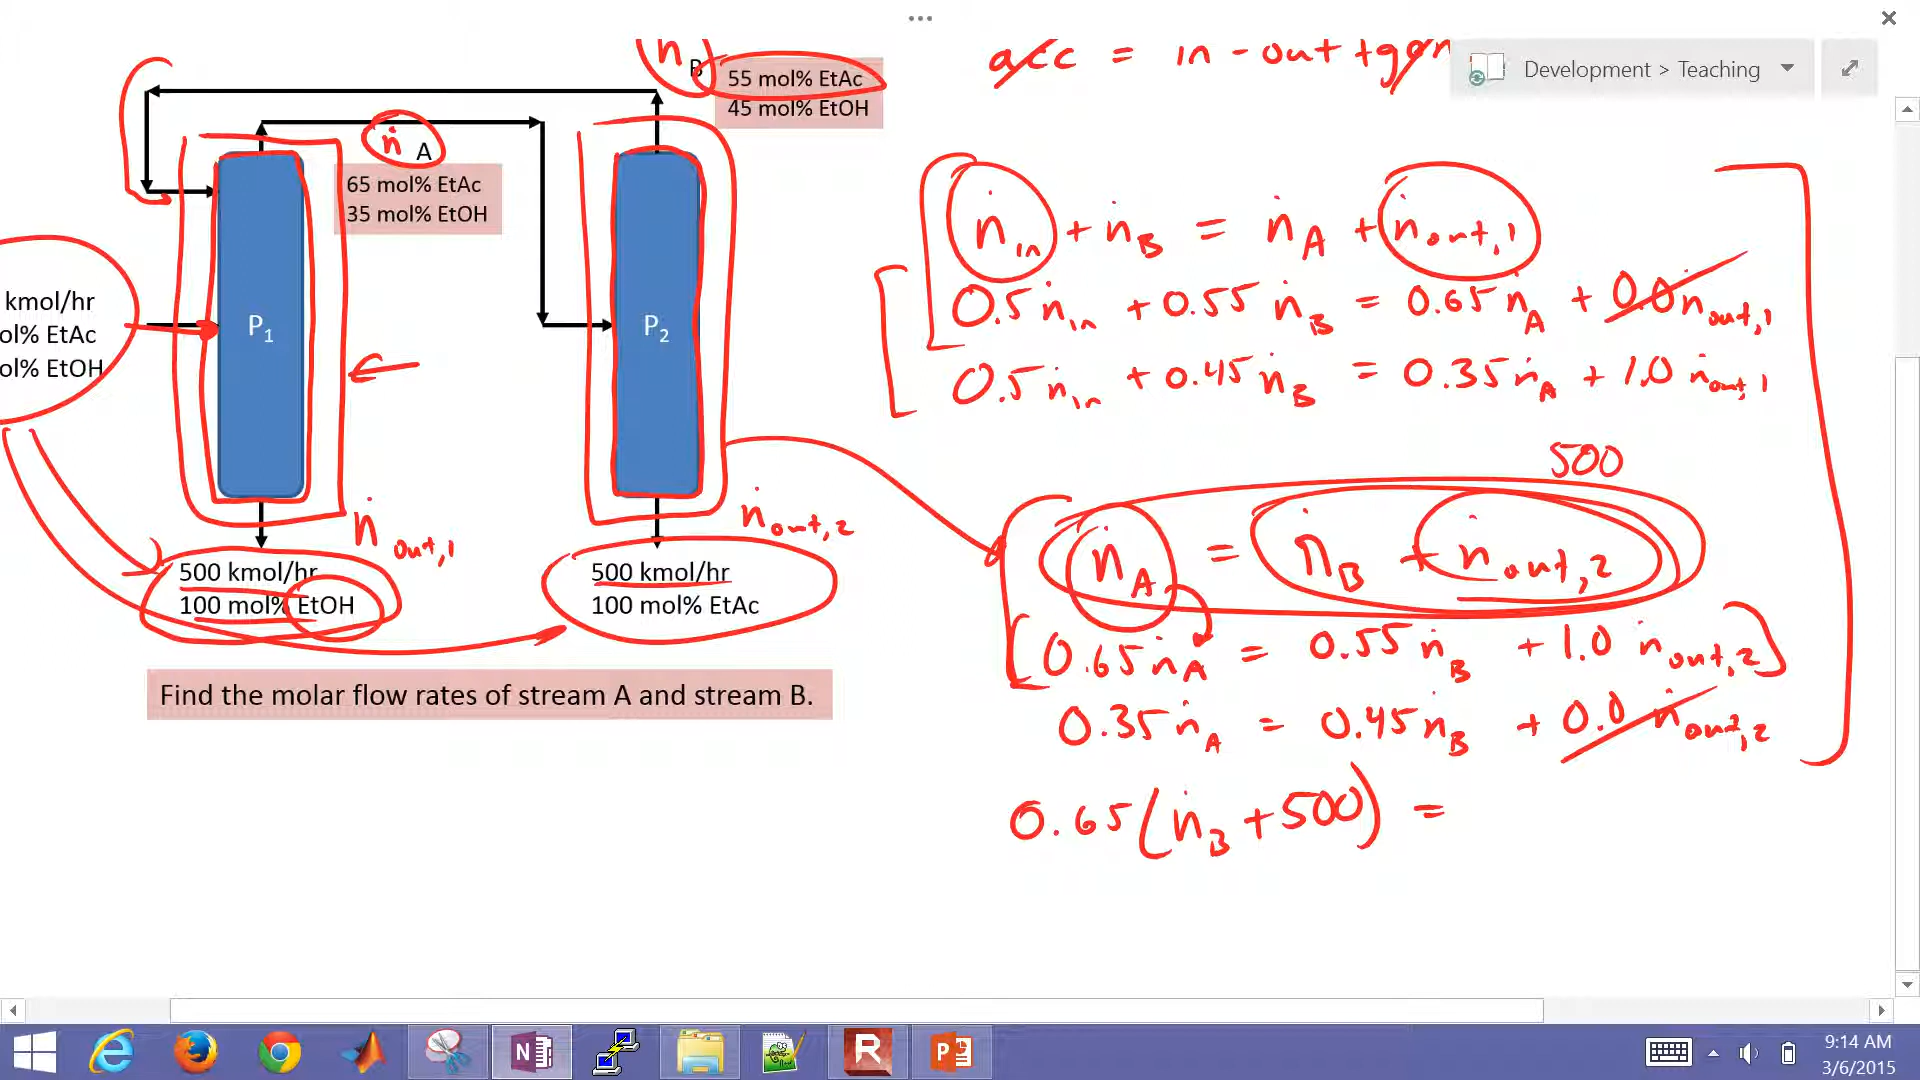 acc = in - out + gen
Development > Teaching
n B
55 mol% EtAc
45 mol% EtOH
ṅ A
65 mol% EtAc
35 mol% EtOH
kmol/hr
ol% EtAc
ol% EtOH
P1
P2
ṅ out,1
ṅ out,2
500 kmol/hr
100 mol% EtOH
500 kmol/hr
100 mol% EtAc
Find the molar flow rates of stream A and stream B.
ṅin + ṅB = ṅA + ṅout,1
0.5 ṅin + 0.55 ṅB = 0.65 ṅA + 0.0 ṅout,1
0.5 ṅin + 0.45 ṅB = 0.35 ṅA + 1.0 ṅout,1
500
ṅA = ṅB + ṅout,2
0.65 ṅA = 0.55 ṅB + 1.0 ṅout,2
0.35 ṅA = 0.45 ṅB + 0.0 ṅout,2
0.65 (ṅB + 500) =
N
R
P
9:14 AM
3/6/2015